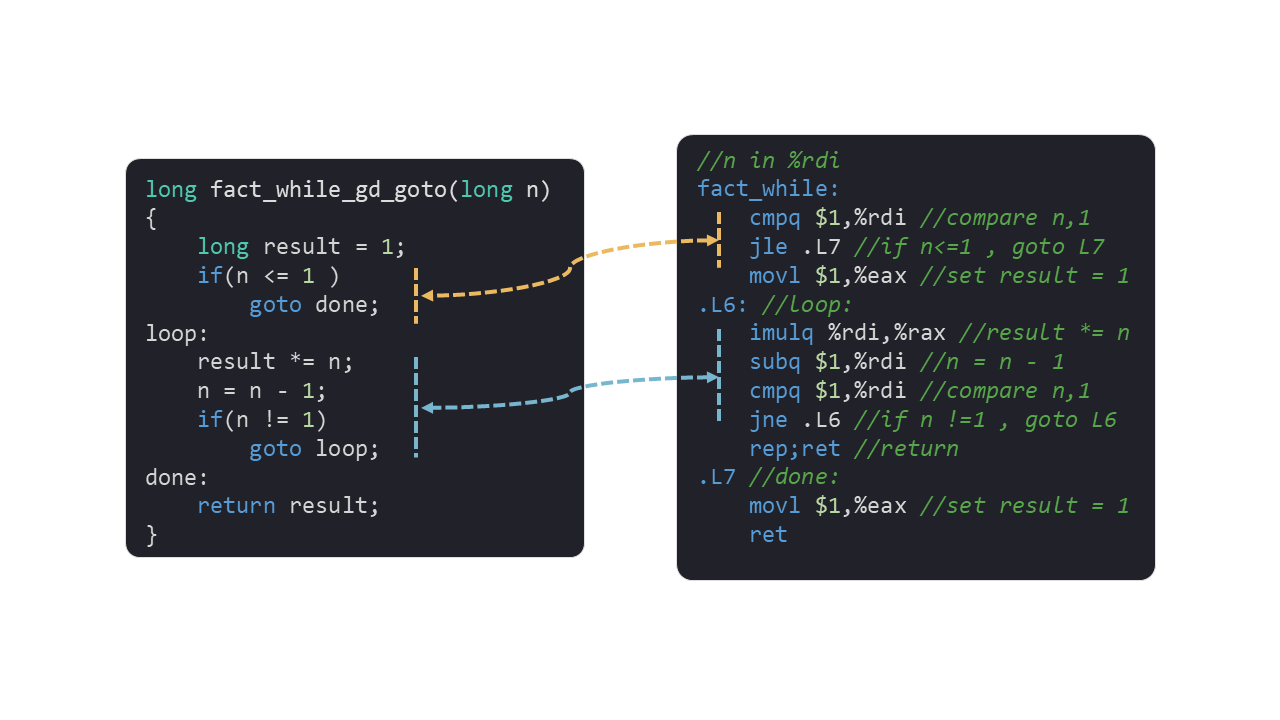 long fact_while_gd_goto(long n)
{
    long result = 1;
    if(n <= 1 )
        goto done;
loop:
    result *= n;
    n = n - 1;
    if(n != 1)
        goto loop;
done:
    return result;
}
//n in %rdi
fact_while:
    cmpq $1,%rdi //compare n,1
    jle .L7 //if n<=1 , goto L7
    movl $1,%eax //set result = 1
.L6: //loop:
    imulq %rdi,%rax //result *= n
    subq $1,%rdi //n = n - 1
    cmpq $1,%rdi //compare n,1
    jne .L6 //if n !=1 , goto L6
    rep;ret //return
.L7 //done:
    movl $1,%eax //set result = 1
    ret